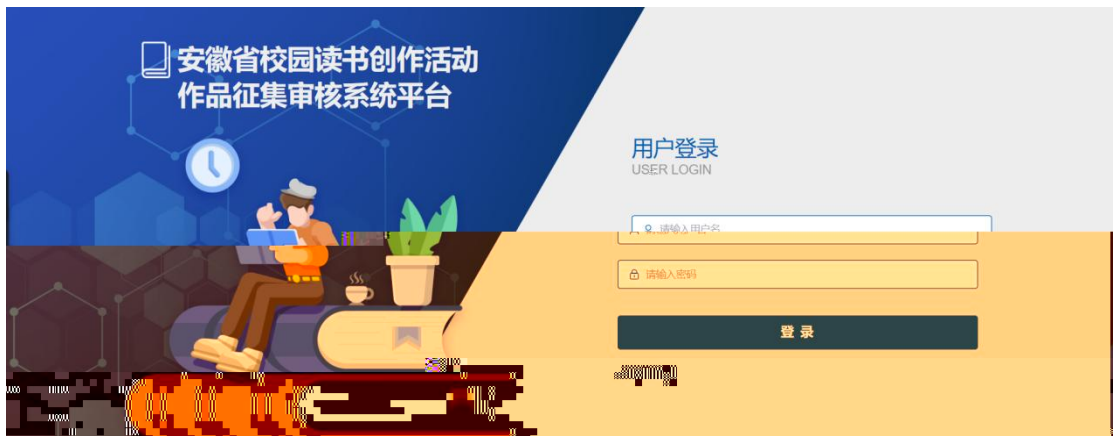 安徽省校园读书创作活动
作品征集审核系统平台
用户登录
USER LOGIN
请输入用户名
请输入密码
登 录